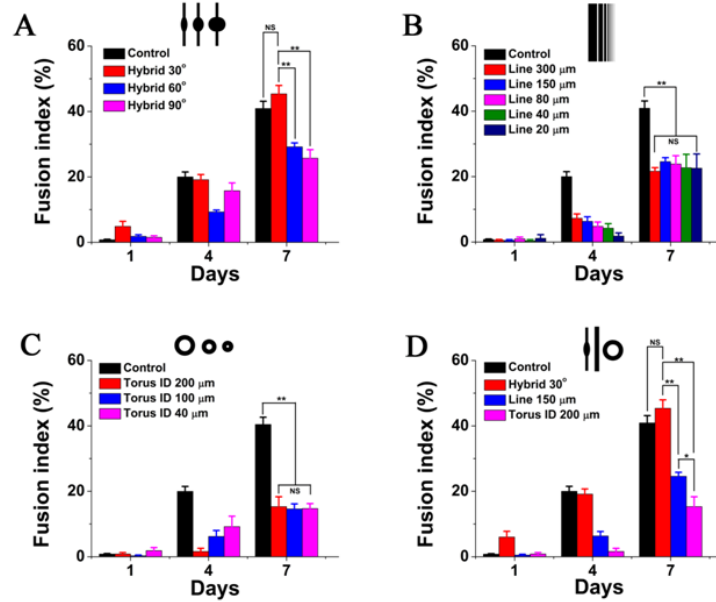 A
Control
Hybrid 30°
Hybrid 60°
Hybrid 90°
NS
**
**
Fusion index (%)
60
40
20
0
1
4
7
Days
B
Control
Line 300 μm
Line 150 μm
Line 80 μm
Line 40 μm
Line 20 μm
**
NS
Fusion index (%)
60
40
20
0
1
4
7
Days
C
Control
Torus ID 200 μm
Torus ID 100 μm
Torus ID 40 μm
**
NS
Fusion index (%)
60
40
20
0
1
4
7
Days
D
Control
Hybrid 30°
Line 150 μm
Torus ID 200 μm
NS
**
**
*
Fusion index (%)
60
40
20
0
1
4
7
Days